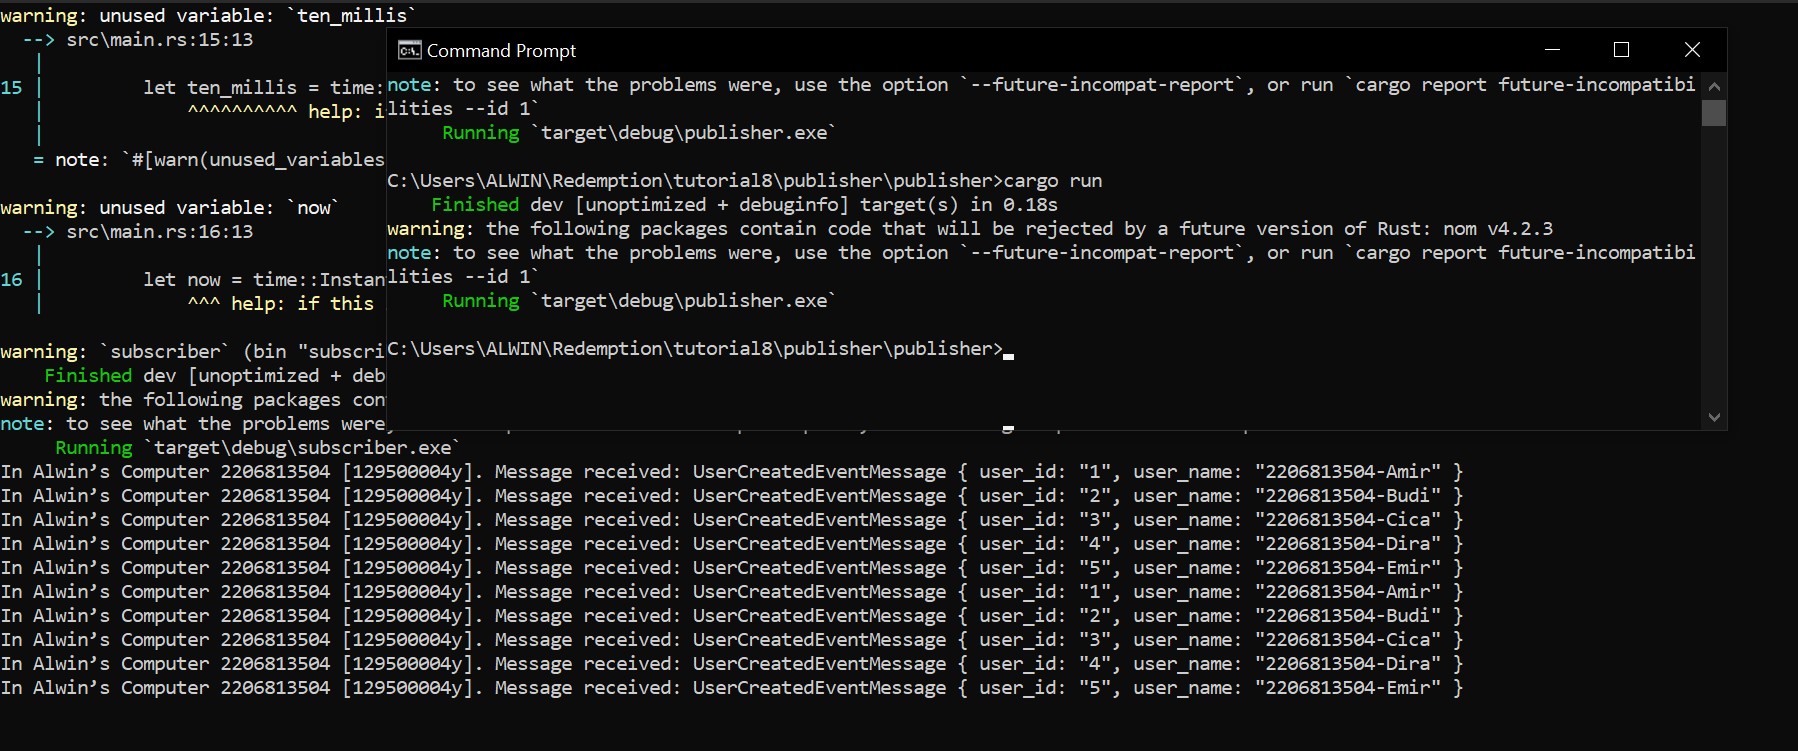 warning: unused variable: `ten_millis`
--> src\main.rs:15:13
|
15 | let ten_millis = time:
| ^^^^^^^^^^ help: i
|
= note: `#[warn(unused_variables
warning: unused variable: `now`
--> src\main.rs:16:13
|
16 | let now = time::Instan
| ^^^ help: if this
warning: `subscriber` (bin "subscri
Finished dev [unoptimized + deb
warning: the following packages con
note: to see what the problems were,
Running `target\debug\subscriber.exe`
In Alwin’s Computer 2206813504 [129500004y]. Message received: UserCreatedEventMessage { user_id: "1", user_name: "2206813504-Amir" }
In Alwin’s Computer 2206813504 [129500004y]. Message received: UserCreatedEventMessage { user_id: "2", user_name: "2206813504-Budi" }
In Alwin’s Computer 2206813504 [129500004y]. Message received: UserCreatedEventMessage { user_id: "3", user_name: "2206813504-Cica" }
In Alwin’s Computer 2206813504 [129500004y]. Message received: UserCreatedEventMessage { user_id: "4", user_name: "2206813504-Dira" }
In Alwin’s Computer 2206813504 [129500004y]. Message received: UserCreatedEventMessage { user_id: "5", user_name: "2206813504-Emir" }
In Alwin’s Computer 2206813504 [129500004y]. Message received: UserCreatedEventMessage { user_id: "1", user_name: "2206813504-Amir" }
In Alwin’s Computer 2206813504 [129500004y]. Message received: UserCreatedEventMessage { user_id: "2", user_name: "2206813504-Budi" }
In Alwin’s Computer 2206813504 [129500004y]. Message received: UserCreatedEventMessage { user_id: "3", user_name: "2206813504-Cica" }
In Alwin’s Computer 2206813504 [129500004y]. Message received: UserCreatedEventMessage { user_id: "4", user_name: "2206813504-Dira" }
In Alwin’s Computer 2206813504 [129500004y]. Message received: UserCreatedEventMessage { user_id: "5", user_name: "2206813504-Emir" }
Command Prompt
note: to see what the problems were, use the option `--future-incompat-report`, or run `cargo report future-incompatibi
lities --id 1`
Running `target\debug\publisher.exe`
C:\Users\ALWIN\Redemption\tutorial8\publisher\publisher>cargo run
Finished dev [unoptimized + debuginfo] target(s) in 0.18s
warning: the following packages contain code that will be rejected by a future version of Rust: nom v4.2.3
note: to see what the problems were, use the option `--future-incompat-report`, or run `cargo report future-incompatibi
lities --id 1`
Running `target\debug\publisher.exe`
C:\Users\ALWIN\Redemption\tutorial8\publisher\publisher>